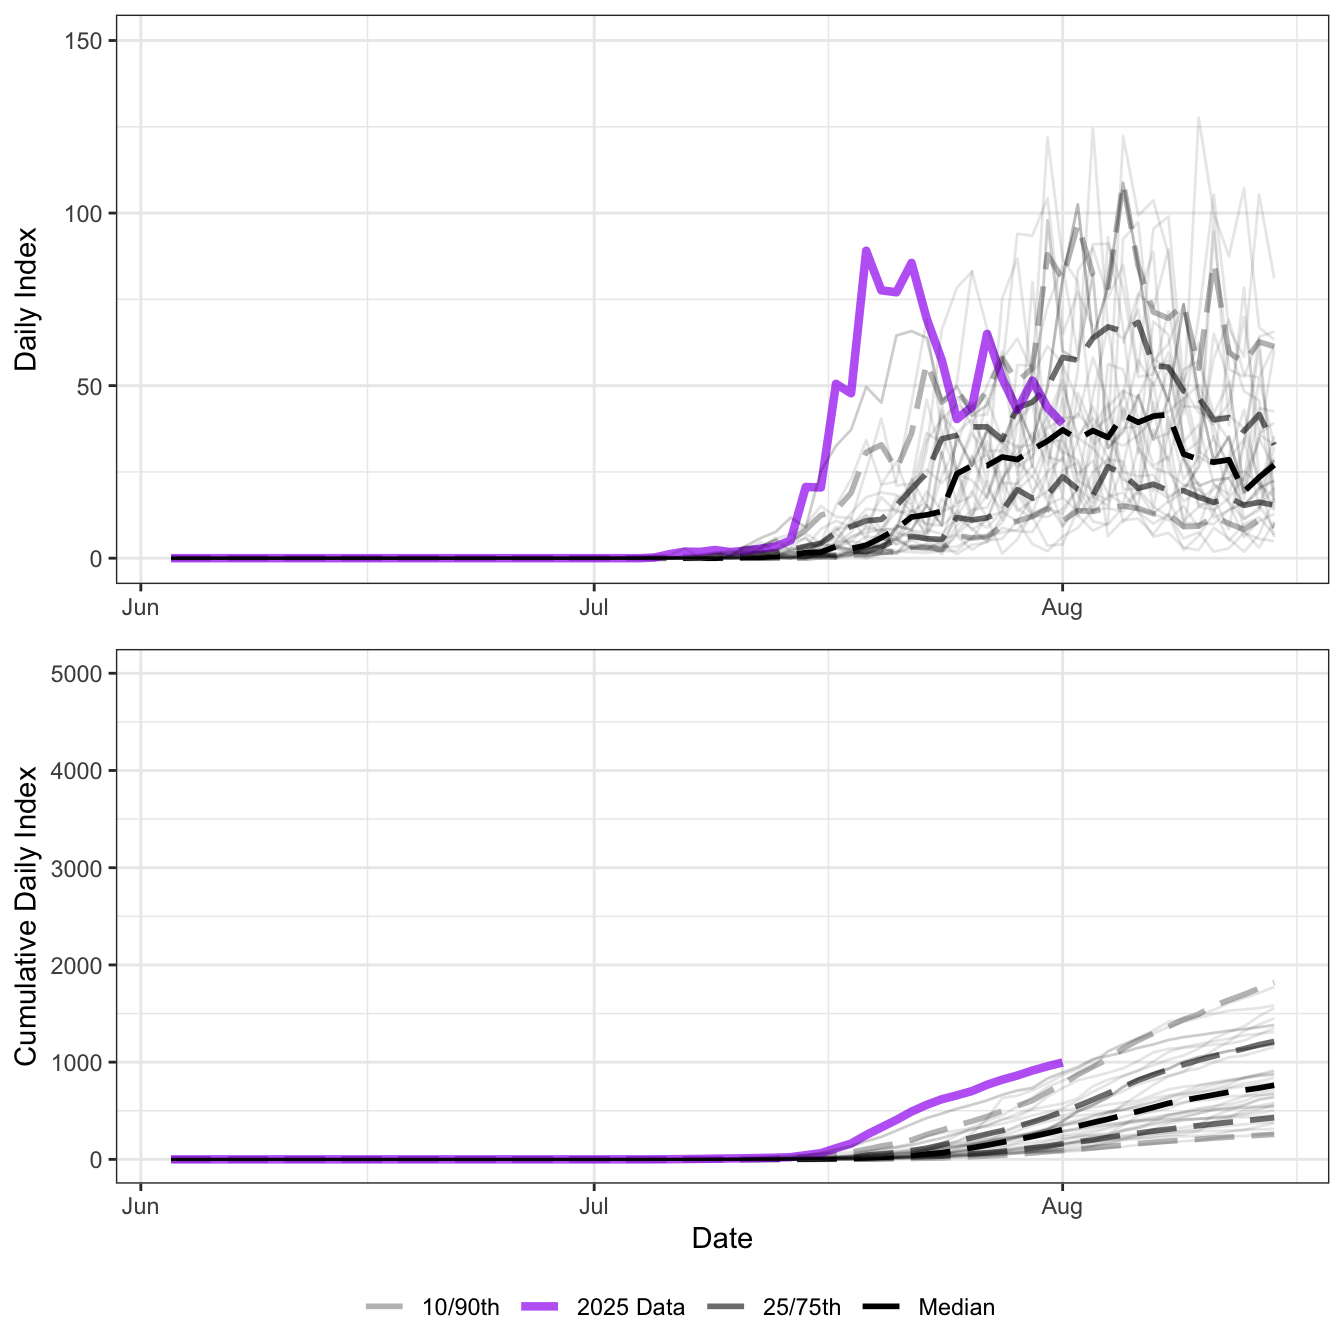 150
100
50
0
Daily Index
Jun
Jul
Aug
5000
4000
3000
2000
1000
0
Cumulative Daily Index
Jun
Jul
Aug
Date
10/90th 2025 Data 25/75th Median